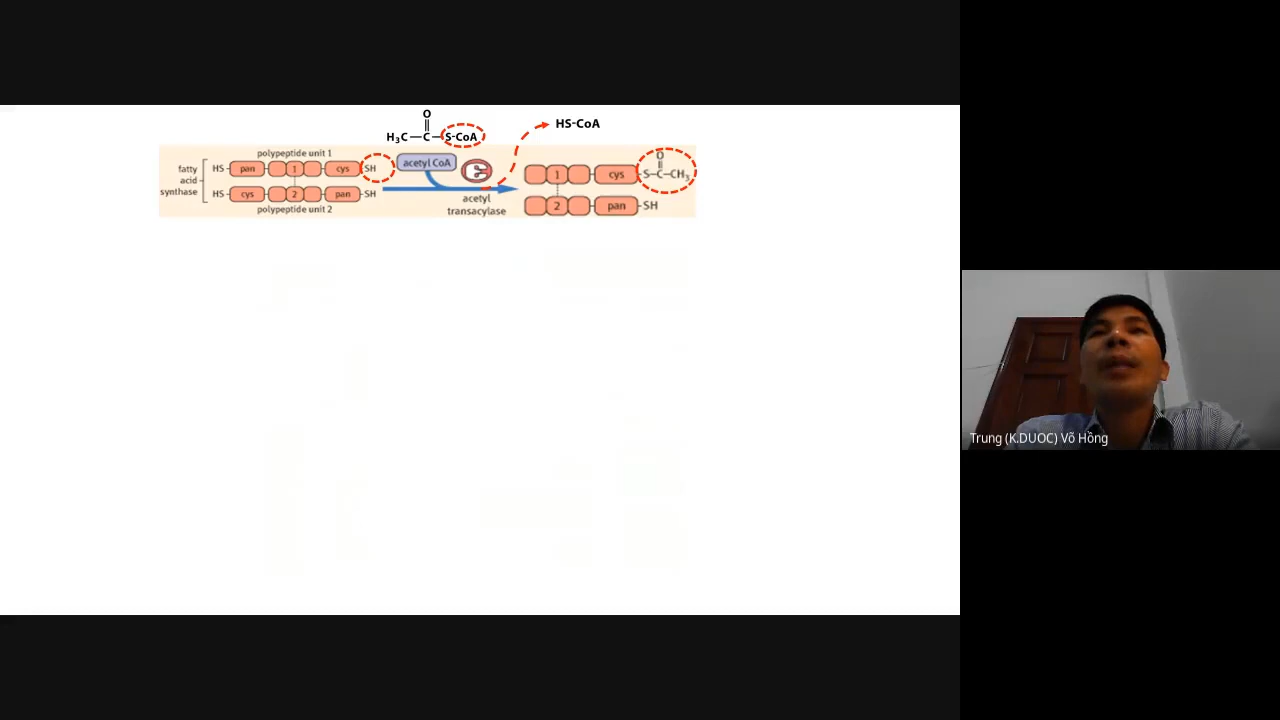 O
H₃C—C—S-CoA
HS-CoA
polypeptide unit 1
fatty acid synthase
HS- pan 1 cys SH
HS- cys 2 pan -SH
polypeptide unit 2
acetyl CoA
acetyl
transacylase
O
1 cys S—C—CH₃
2 pan -SH
Trung (K.DUOC) Võ Hồng